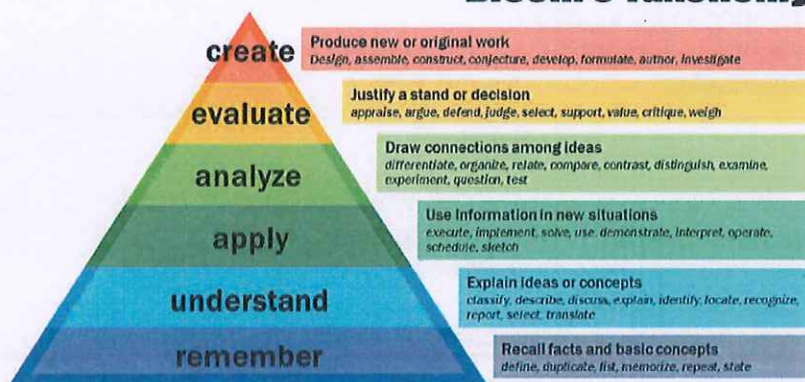 create
Produce new or original work
Design, assemble, construct, conjecture, develop, formulate, author, investigate
evaluate
Justify a stand or decision
appraise, argue, defend, judge, select, support, value, critique, weigh
analyze
Draw connections among ideas
differentiate, organize, relate, compare, contrast, distinguish, examine,
experiment, question, test
apply
Use information in new situations
execute, implement, solve, use, demonstrate, interpret, operate,
schedule, sketch
understand
Explain ideas or concepts
classify, describe, discuss, explain, identify, locate, recognize,
report, select, translate
remember
Recall facts and basic concepts
define, duplicate, list, memorize, repeat, state